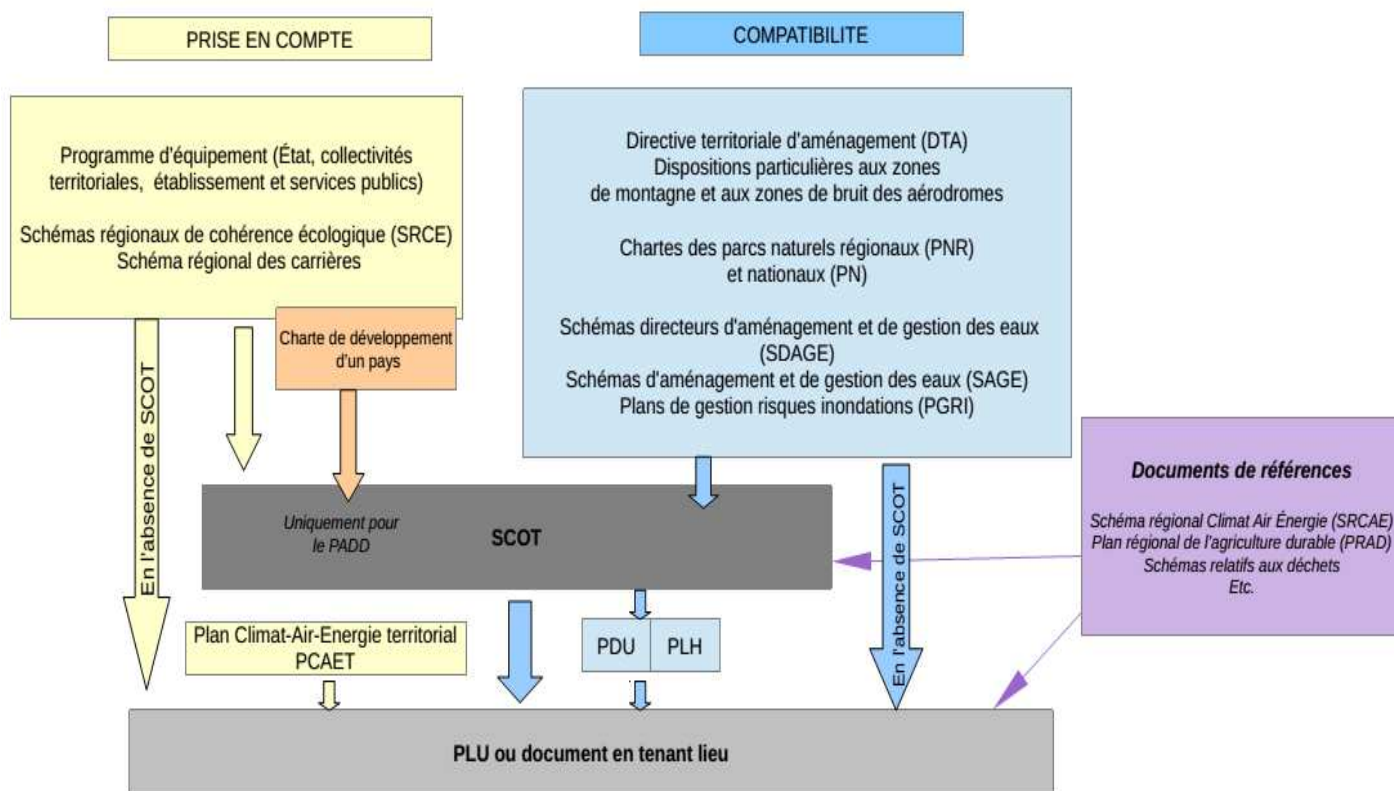 PRISE EN COMPTE
COMPATIBILITE
Programme d'équipement (État, collectivités
territoriales, établissement et services publics)
Schémas régionaux de cohérence écologique (SRCE)
Schéma régional des carrières
Directive territoriale d'aménagement (DTA)
Dispositions particulières aux zones
de montagne et aux zones de bruit des aérodromes
Chartes des parcs naturels régionaux (PNR)
et nationaux (PN)
Schémas directeurs d'aménagement et de gestion des eaux
(SDAGE)
Schémas d'aménagement et de gestion des eaux (SAGE)
Plans de gestion risques inondations (PGRI)
Charte de développement
d'un pays
En l'absence de SCOT
Uniquement pour
le PADD
SCOT
En l'absence de SCOT
Documents de références
Schéma régional Climat Air Énergie (SRCAE)
Plan régional de l'agriculture durable (PRAD)
Schémas relatifs aux déchets
Etc.
Plan Climat-Air-Energie territorial
PCAET
PDU
PLH
PLU ou document en tenant lieu